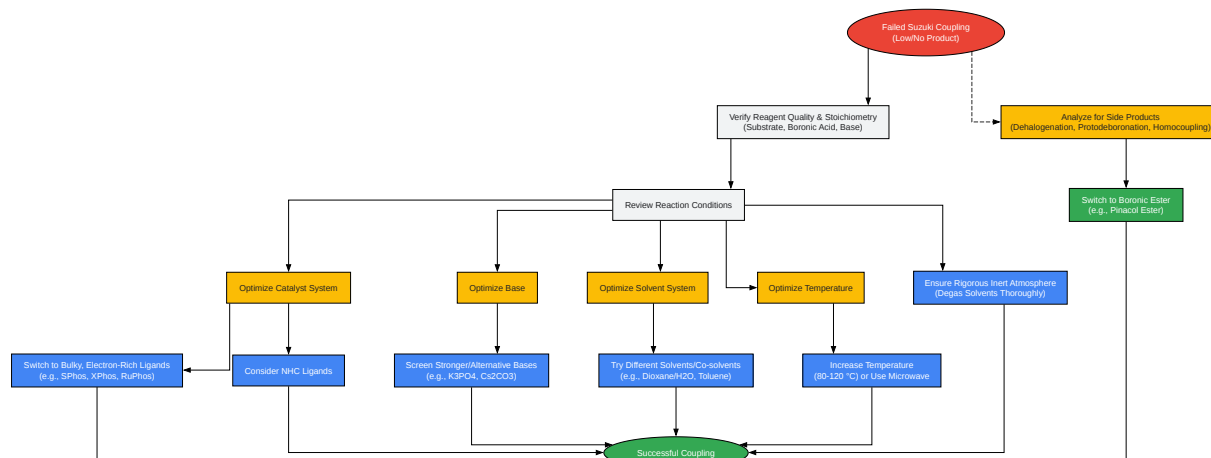 Failed Suzuki Coupling
(Low/No Product)
Verify Reagent Quality & Stoichiometry
(Substrate, Boronic Acid, Base)
Analyze for Side Products
(Dehalogenation, Protodeboronation, Homocoupling)
Review Reaction Conditions
Switch to Boronic Ester
(e.g., Pinacol Ester)
Optimize Catalyst System
Optimize Base
Optimize Solvent System
Optimize Temperature
Ensure Rigorous Inert Atmosphere
(Degas Solvents Thoroughly)
Switch to Bulky, Electron-Rich Ligands
(e.g., SPhos, XPhos, RuPhos)
Consider NHC Ligands
Screen Stronger/Alternative Bases
(e.g., K3PO4, Cs2CO3)
Try Different Solvents/Co-solvents
(e.g., Dioxane/H2O, Toluene)
Increase Temperature
(80-120 °C) or Use Microwave
Successful Coupling